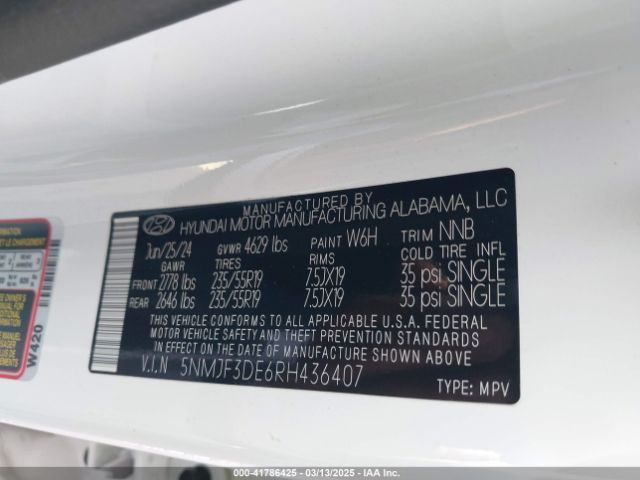 MANUFACTURED BY
HYUNDAI MOTOR MANUFACTURING ALABAMA, LLC
Jun/25/24 GVWR 4629 lbs PAINT W6H TRIM NNB
GAWR TIRES RIMS COLD TIRE INFL
FRONT 2778 lbs 235/55R19 7.5JX19 35 psi SINGLE
REAR 2646 lbs 235/55R19 7.5JX19 35 psi SINGLE
THIS VEHICLE CONFORMS TO ALL APPLICABLE U.S.A. FEDERAL
MOTOR VEHICLE SAFETY AND THEFT PREVENTION STANDARDS
IN EFFECT ON THE DATE OF MANUFACTURE SHOWN ABOVE.
V.I.N 5NMJF3DE6RH436407
TYPE: MPV
LE CHARGEMENT
W420
000-41786425 | 03/13/2025 | IAA, Inc.